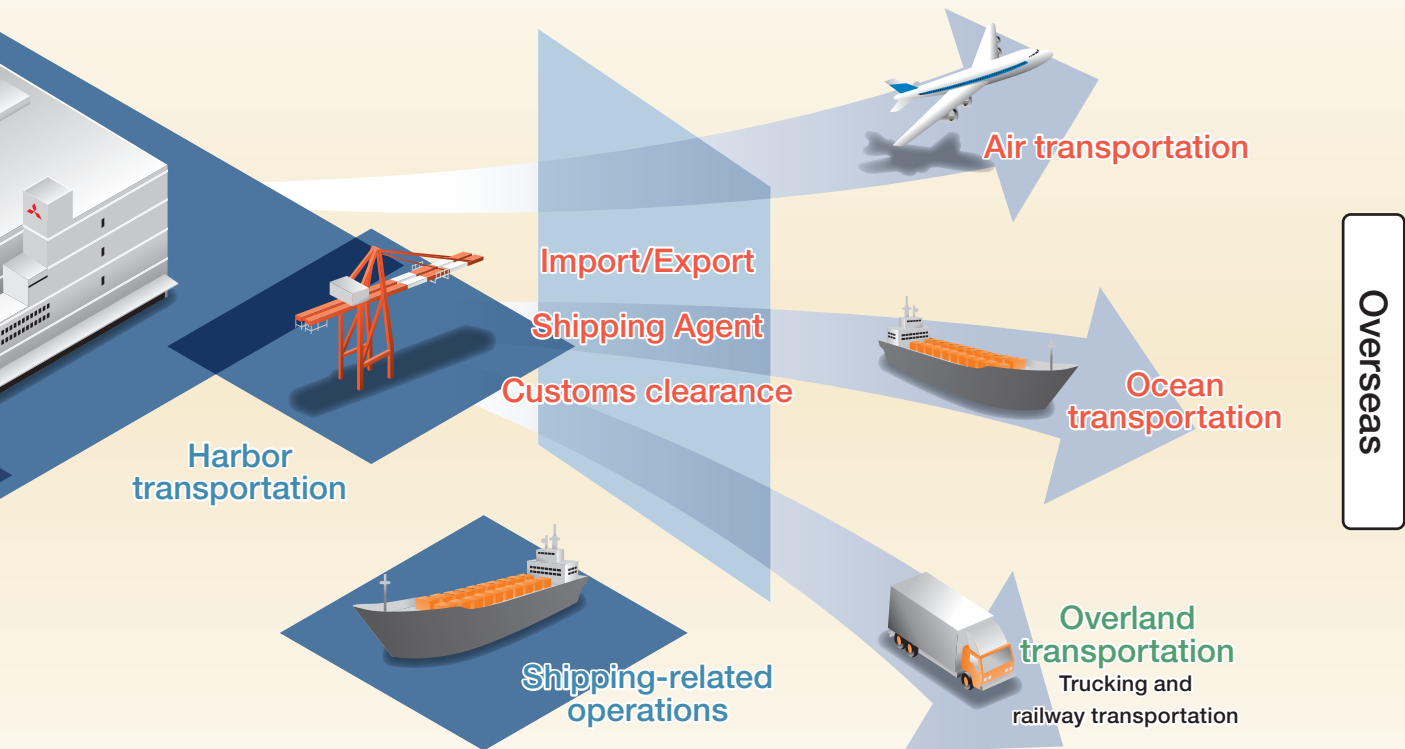 Air transportation
Import/Export
Shipping Agent
Customs clearance
Overseas
Ocean
transportation
Harbor
transportation
Shipping-related
operations
Overland
transportation
Trucking and
railway transportation